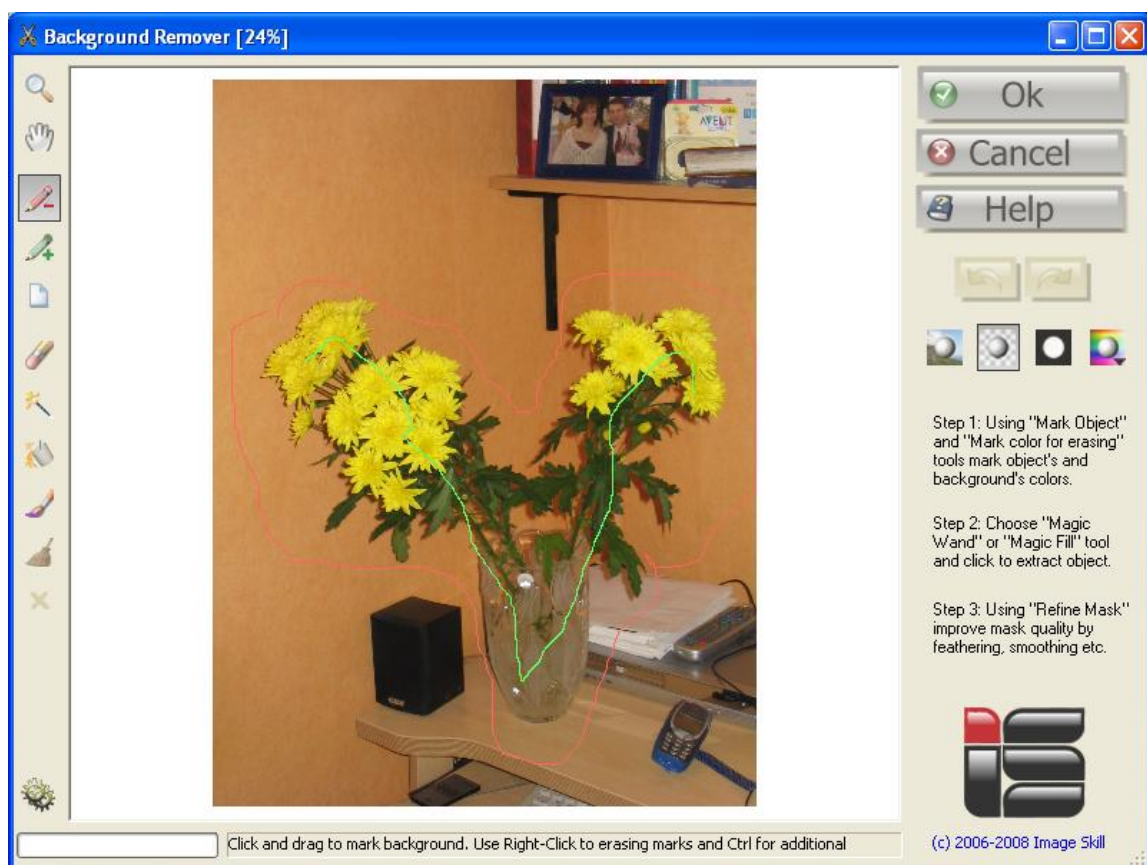 Background Remover [24%]
Ok
Cancel
Help
AVENT
Step 1: Using "Mark Object"
and "Mark color for erasing"
tools mark object's and
background's colors.
Step 2: Choose "Magic
Wand" or "Magic Fill" tool
and click to extract object.
Step 3: Using "Refine Mask"
improve mask quality by
feathering, smoothing etc.
Click and drag to mark background. Use Right-Click to erasing marks and Ctrl for additional
(c) 2006-2008 Image Skill